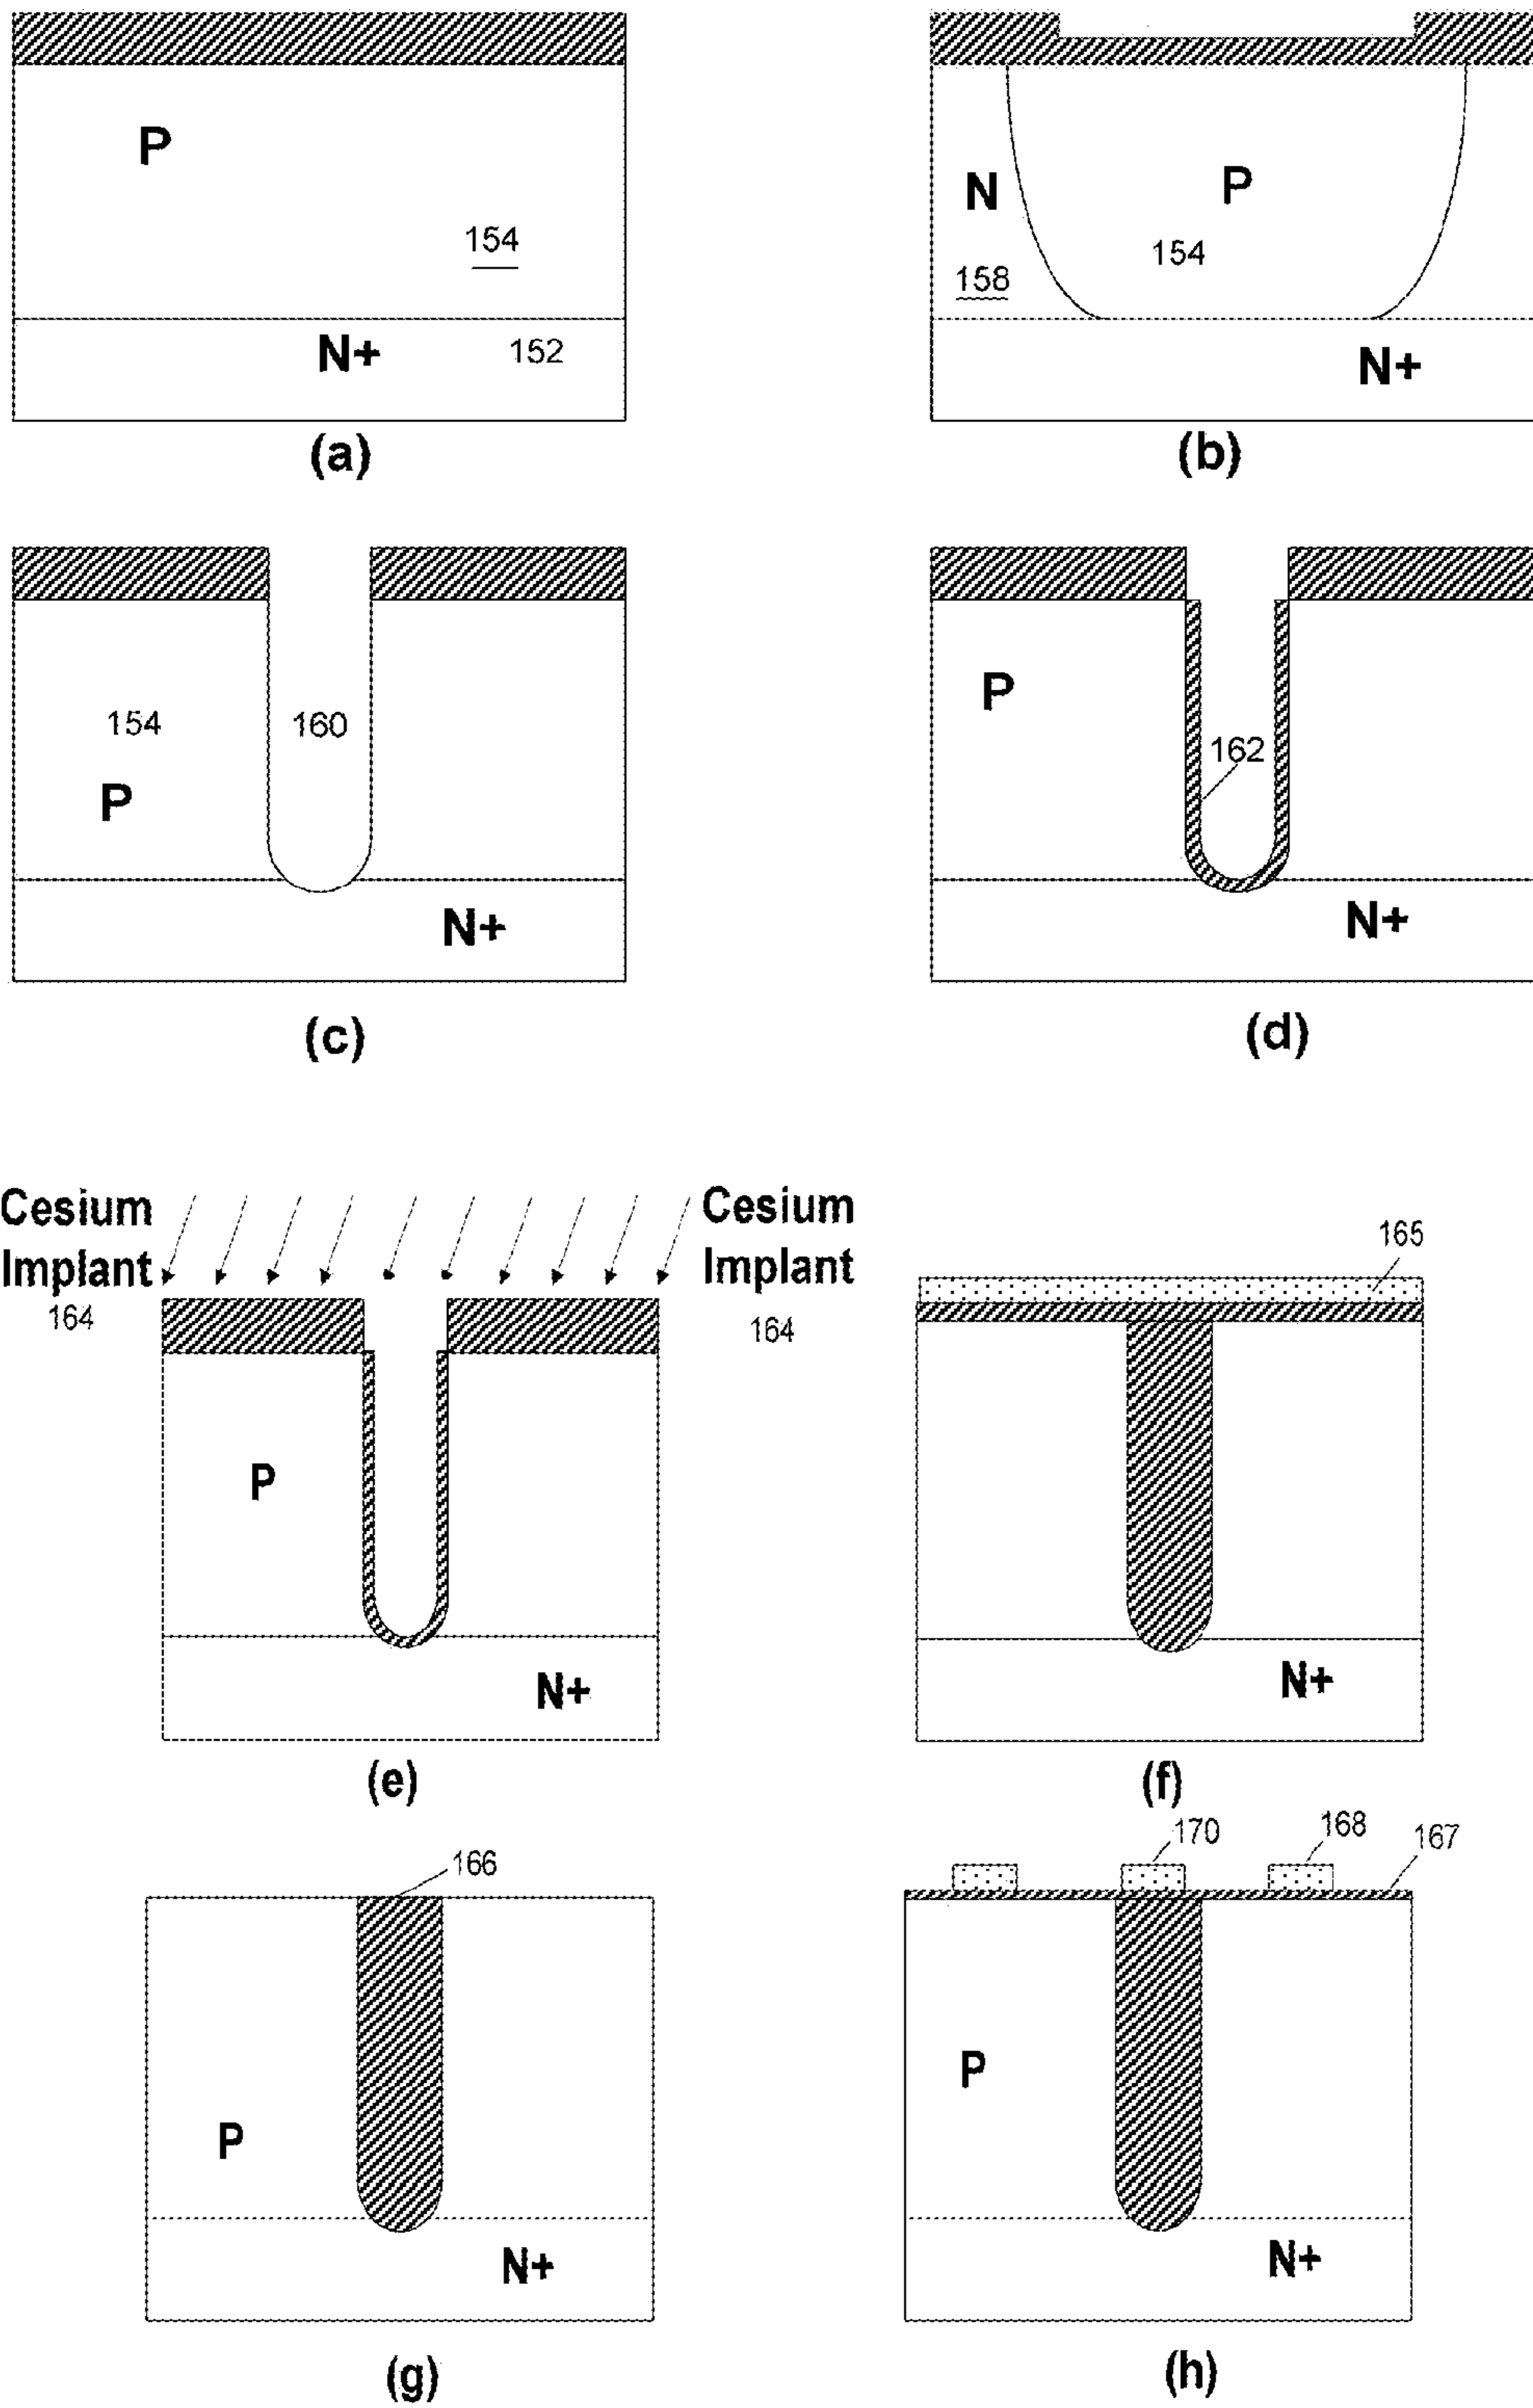 P
154
N+ 152
(a)
N
P
158
154
N+
(b)
154
160
P
N+
(c)
P
162
N+
(d)
Cesium
Implant
164
Cesium
Implant
164
P
N+
(e)
165
N+
(f)
166
P
N+
(g)
170
168
167
P
N+
(h)